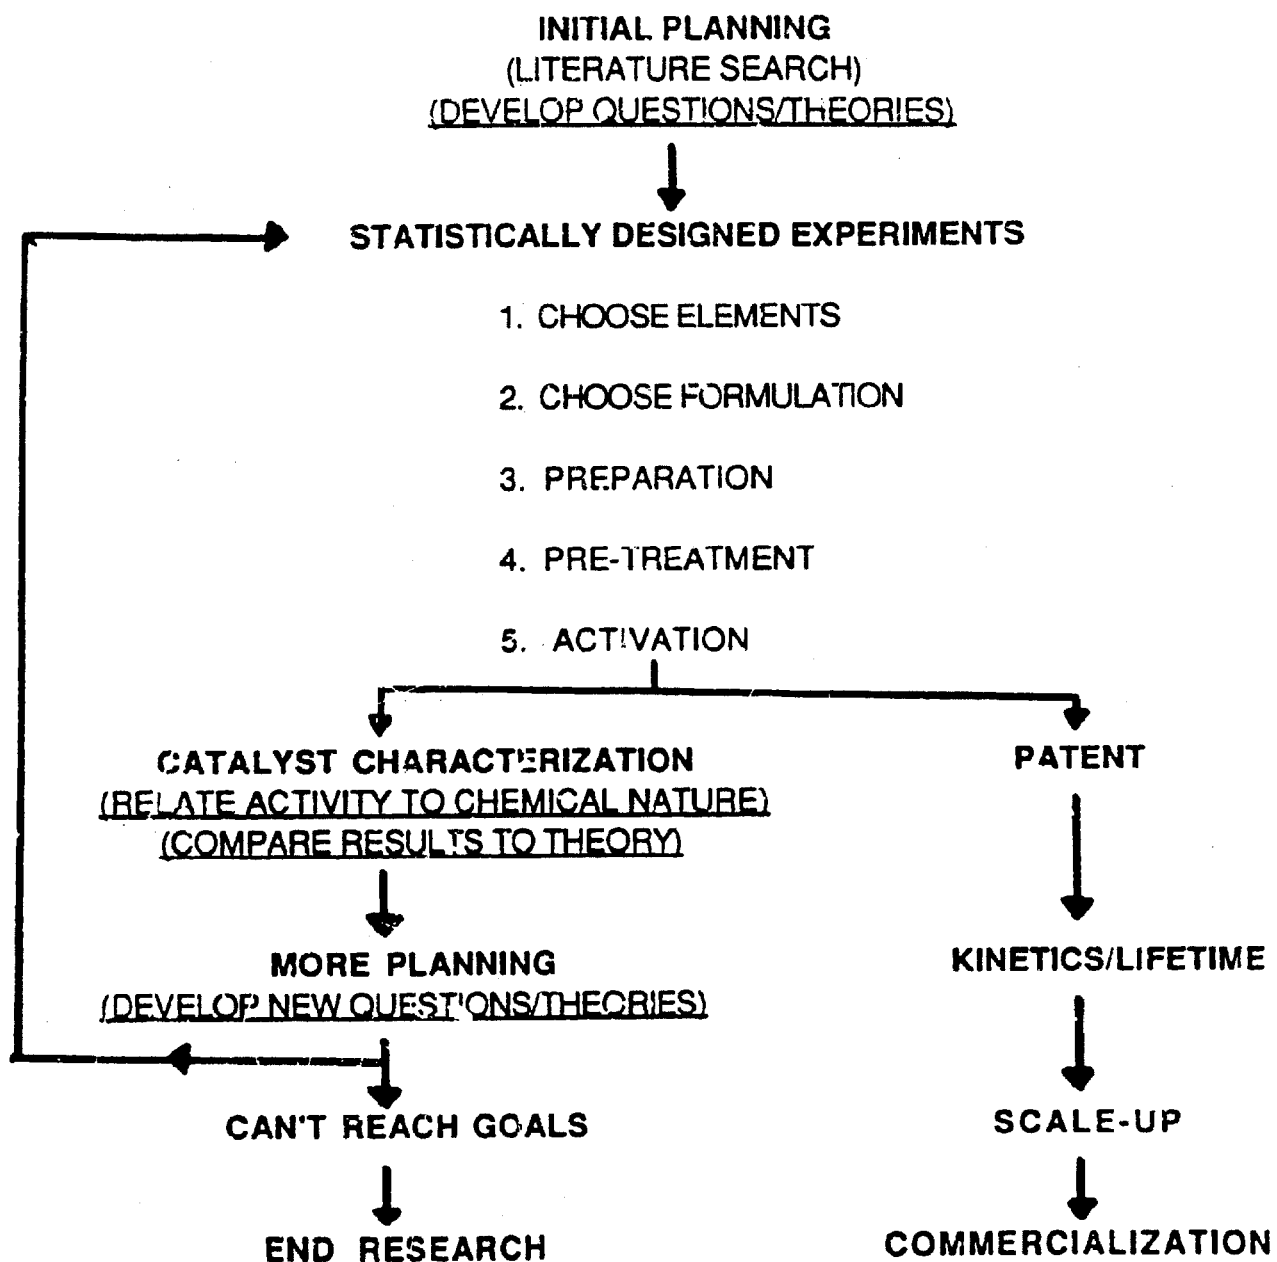 INITIAL PLANNING
(LITERATURE SEARCH)
(DEVELOP QUESTIONS/THEORIES)
STATISTICALLY DESIGNED EXPERIMENTS
1. CHOOSE ELEMENTS
2. CHOOSE FORMULATION
3. PREPARATION
4. PRE-TREATMENT
5. ACTIVATION
CATALYST CHARACTERIZATION
(RELATE ACTIVITY TO CHEMICAL NATURE)
(COMPARE RESULTS TO THEORY)
PATENT
MORE PLANNING
(DEVELOP NEW QUESTIONS/THEORIES)
KINETICS/LIFETIME
CAN'T REACH GOALS
SCALE-UP
END RESEARCH
COMMERCIALIZATION